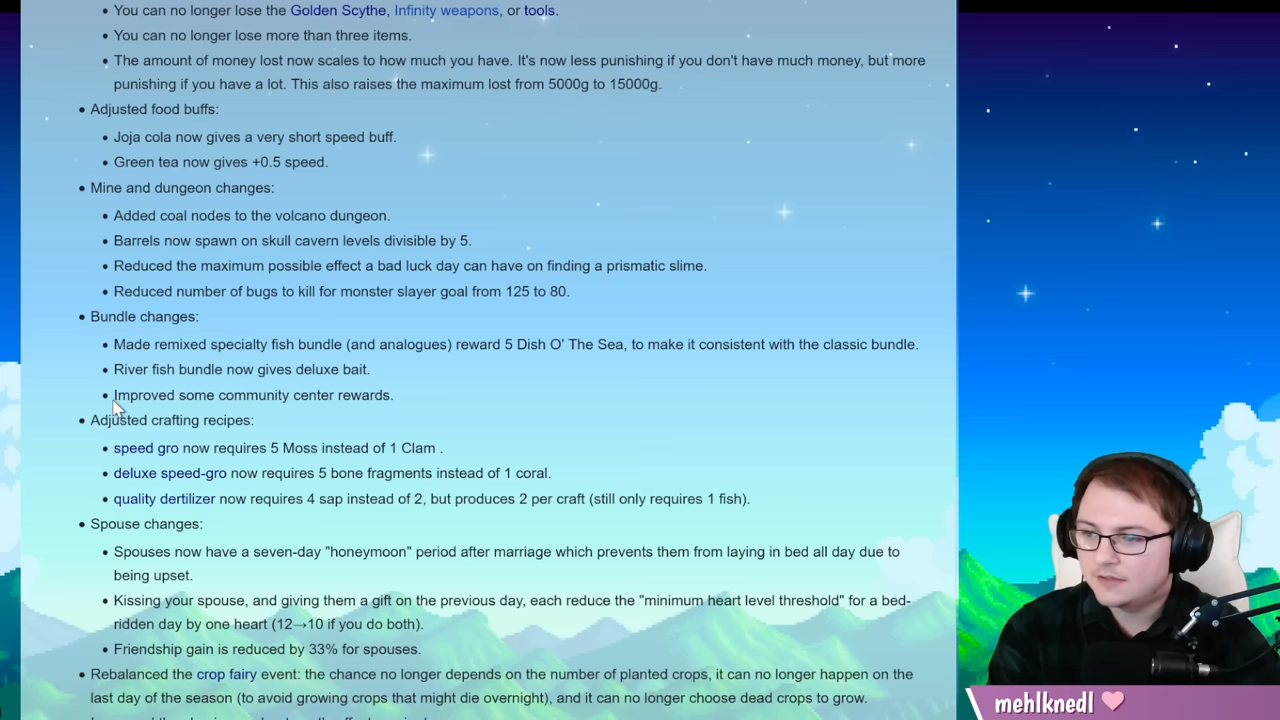 • You can no longer lose the Golden Scythe, Infinity weapons, or tools.
• You can no longer lose more than three items.
• The amount of money lost now scales to how much you have. It's now less punishing if you don't have much money, but more
punishing if you have a lot. This also raises the maximum lost from 5000g to 15000g.
• Adjusted food buffs:
• Joja cola now gives a very short speed buff.
• Green tea now gives +0.5 speed.
• Mine and dungeon changes:
• Added coal nodes to the volcano dungeon.
• Barrels now spawn on skull cavern levels divisible by 5.
• Reduced the maximum possible effect a bad luck day can have on finding a prismatic slime.
• Reduced number of bugs to kill for monster slayer goal from 125 to 80.
• Bundle changes:
• Made remixed specialty fish bundle (and analogues) reward 5 Dish O' The Sea, to make it consistent with the classic bundle.
• River fish bundle now gives deluxe bait.
• Improved some community center rewards.
• Adjusted crafting recipes:
• speed gro now requires 5 Moss instead of 1 Clam .
• deluxe speed-gro now requires 5 bone fragments instead of 1 coral.
• quality dertilizer now requires 4 sap instead of 2, but produces 2 per craft (still only requires 1 fish).
• Spouse changes:
• Spouses now have a seven-day "honeymoon" period after marriage which prevents them from laying in bed all day due to
being upset.
• Kissing your spouse, and giving them a gift on the previous day, each reduce the "minimum heart level threshold" for a bed-
ridden day by one heart (12→10 if you do both).
• Friendship gain is reduced by 33% for spouses.
• Rebalanced the crop fairy event: the chance no longer depends on the number of planted crops, it can no longer happen on the
last day of the season (to avoid growing crops that might die overnight), and it can no longer choose dead crops to grow.
mehlknedl